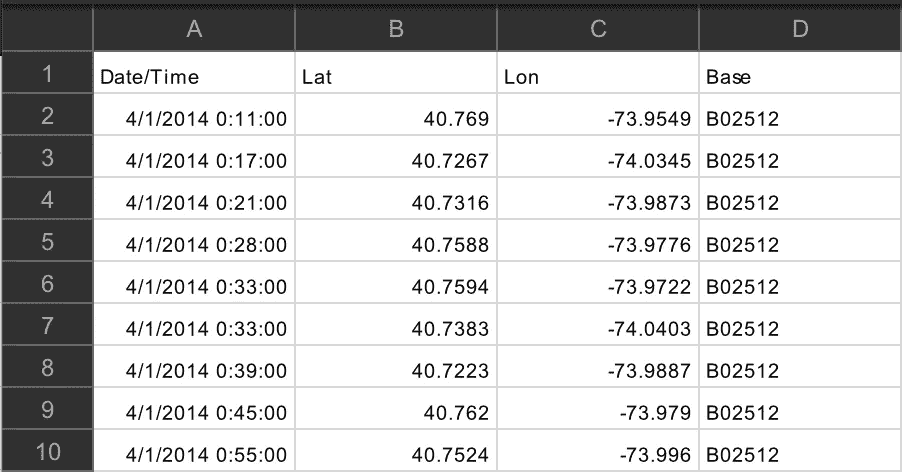 A B C D
1 Date/Time Lat Lon Base
2 4/1/2014 0:11:00 40.769 -73.9549 B02512
3 4/1/2014 0:17:00 40.7267 -74.0345 B02512
4 4/1/2014 0:21:00 40.7316 -73.9873 B02512
5 4/1/2014 0:28:00 40.7588 -73.9776 B02512
6 4/1/2014 0:33:00 40.7594 -73.9722 B02512
7 4/1/2014 0:33:00 40.7383 -74.0403 B02512
8 4/1/2014 0:39:00 40.7223 -73.9887 B02512
9 4/1/2014 0:45:00 40.762 -73.979 B02512
10 4/1/2014 0:55:00 40.7524 -73.996 B02512